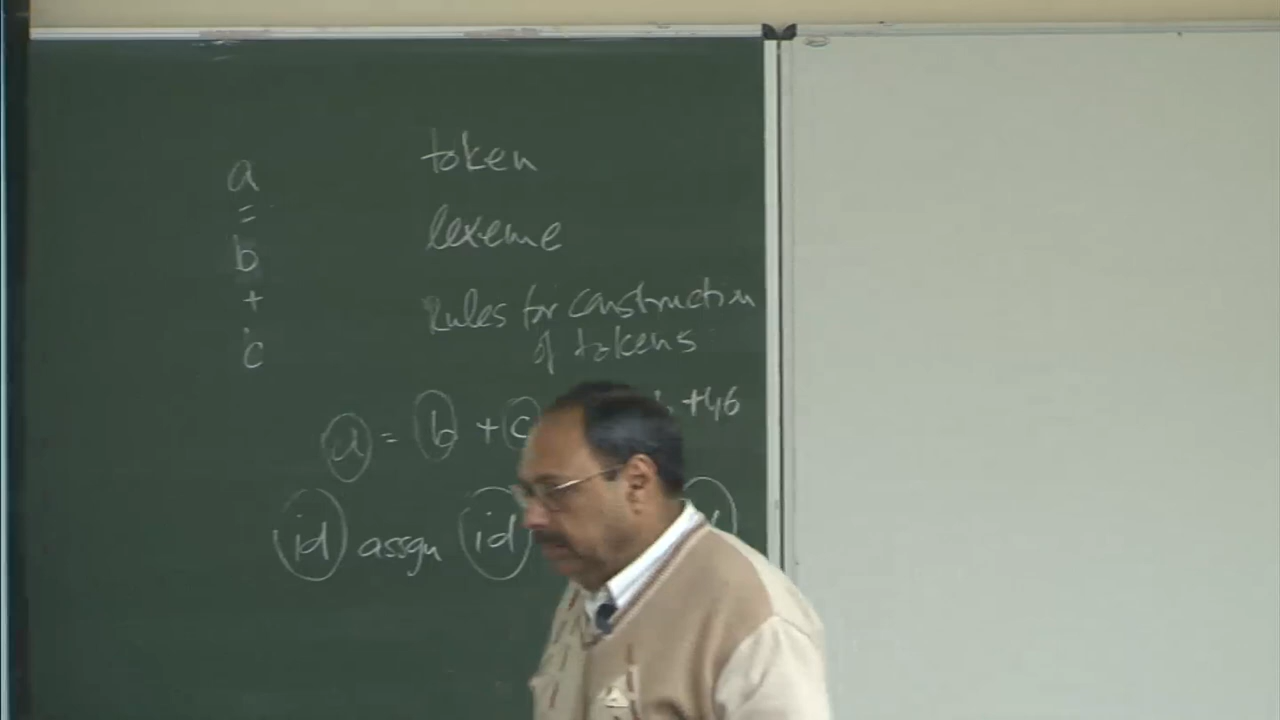 a
=
b
+
c
token
lexeme
Rules for construction
of tokens
a = b + c +46
id assgn id